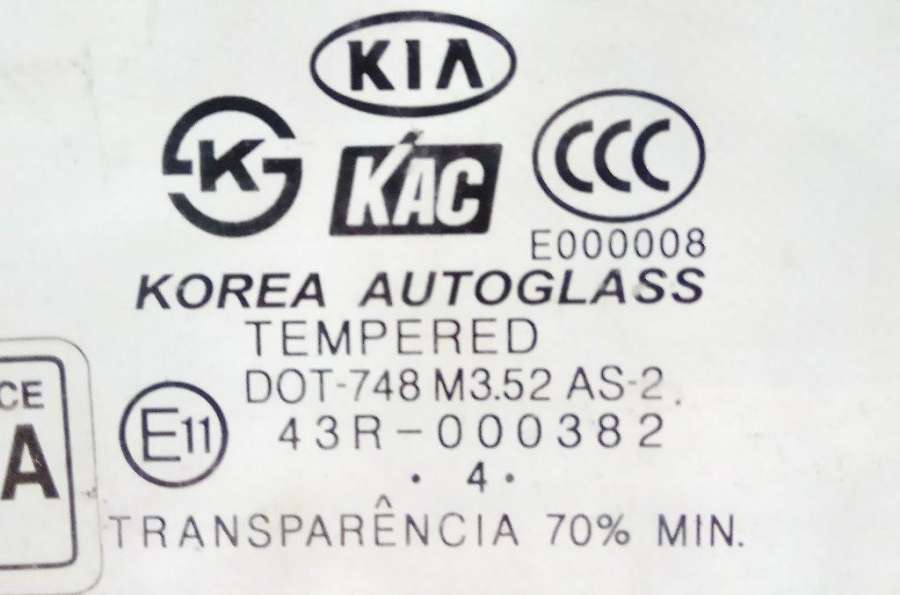 KIA
K
KAC
CCC
E000008
KOREA AUTOGLASS
TEMPERED
DOT-748 M3.52 AS-2
E11
43R-000382
. 4 .
TRANSPARÊNCIA 70% MIN.
CE
A